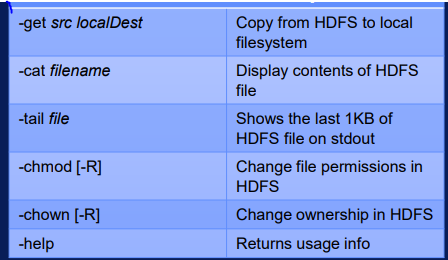 -get src localDest
Copy from HDFS to local
filesystem
-cat filename
Display contents of HDFS
file
-tail file
Shows the last 1KB of
HDFS file on stdout
-chmod [-R]
Change file permissions in
HDFS
-chown [-R]
Change ownership in HDFS
-help
Returns usage info